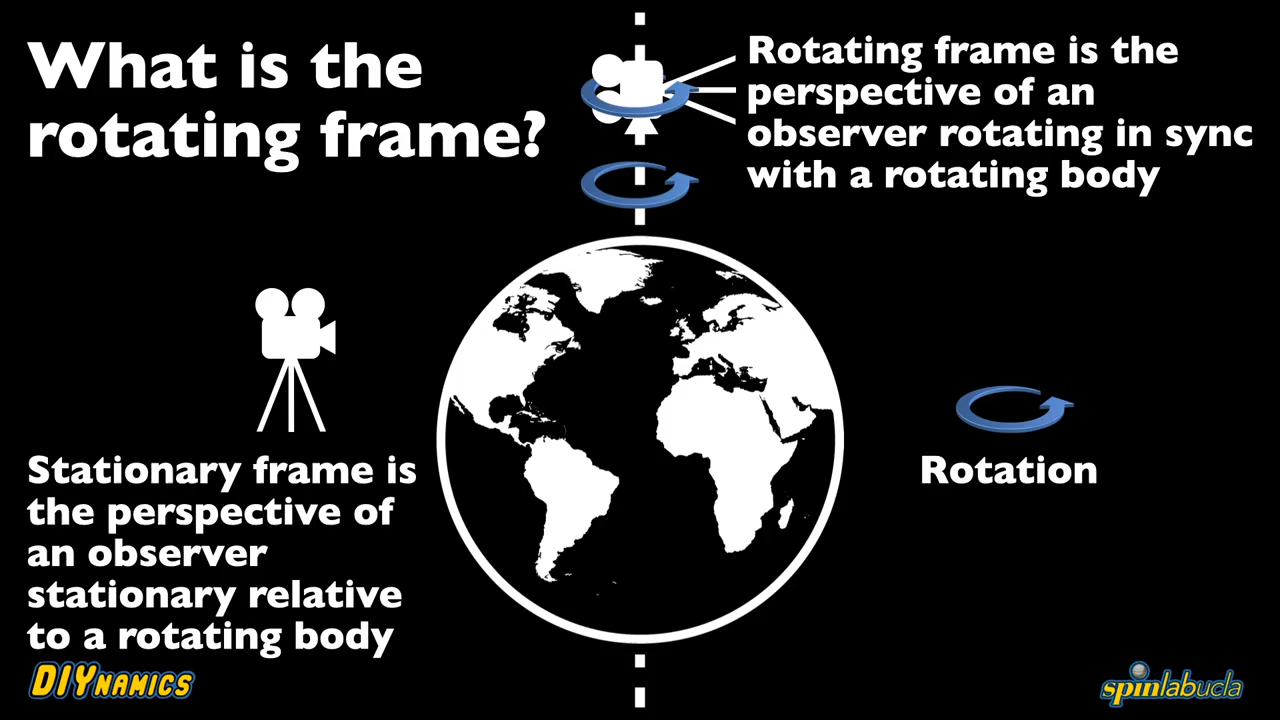 What is the
rotating frame?
Rotating frame is the
perspective of an
observer rotating in sync
with a rotating body
Stationary frame is
the perspective of
an observer
stationary relative
to a rotating body
Rotation
DIYNAMICS
spinlabucla